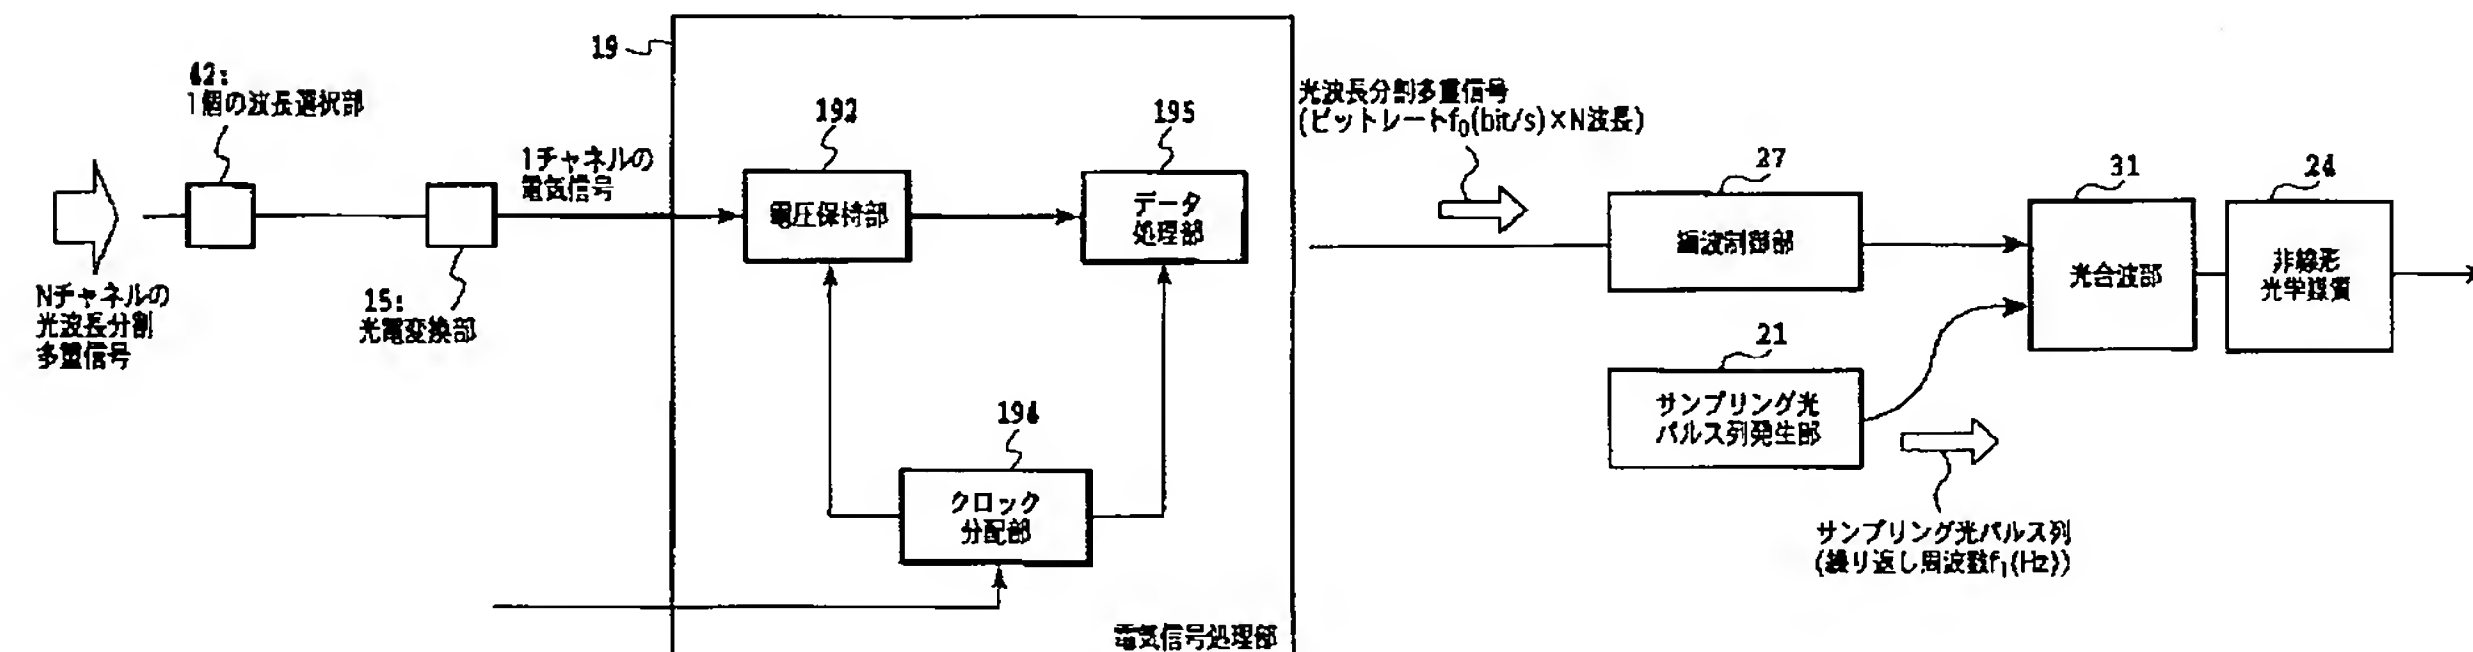 42:
1個の波長選択部
Nチャネルの
光波長分割
多重信号
15:
光電変換部
1チャネルの
電気信号
19
192
電圧保持部
195
データ
処理部
194
クロック
分配部
電気信号処理部
光波長分割多重信号
(ビットレートf0(bit/s)×N波長)
27
偏波制御部
21
サンプリング光
パルス列発生部
サンプリング光パルス列
(繰り返し周波数f1(Hz))
31
光合波部
24
非線形
光学媒質